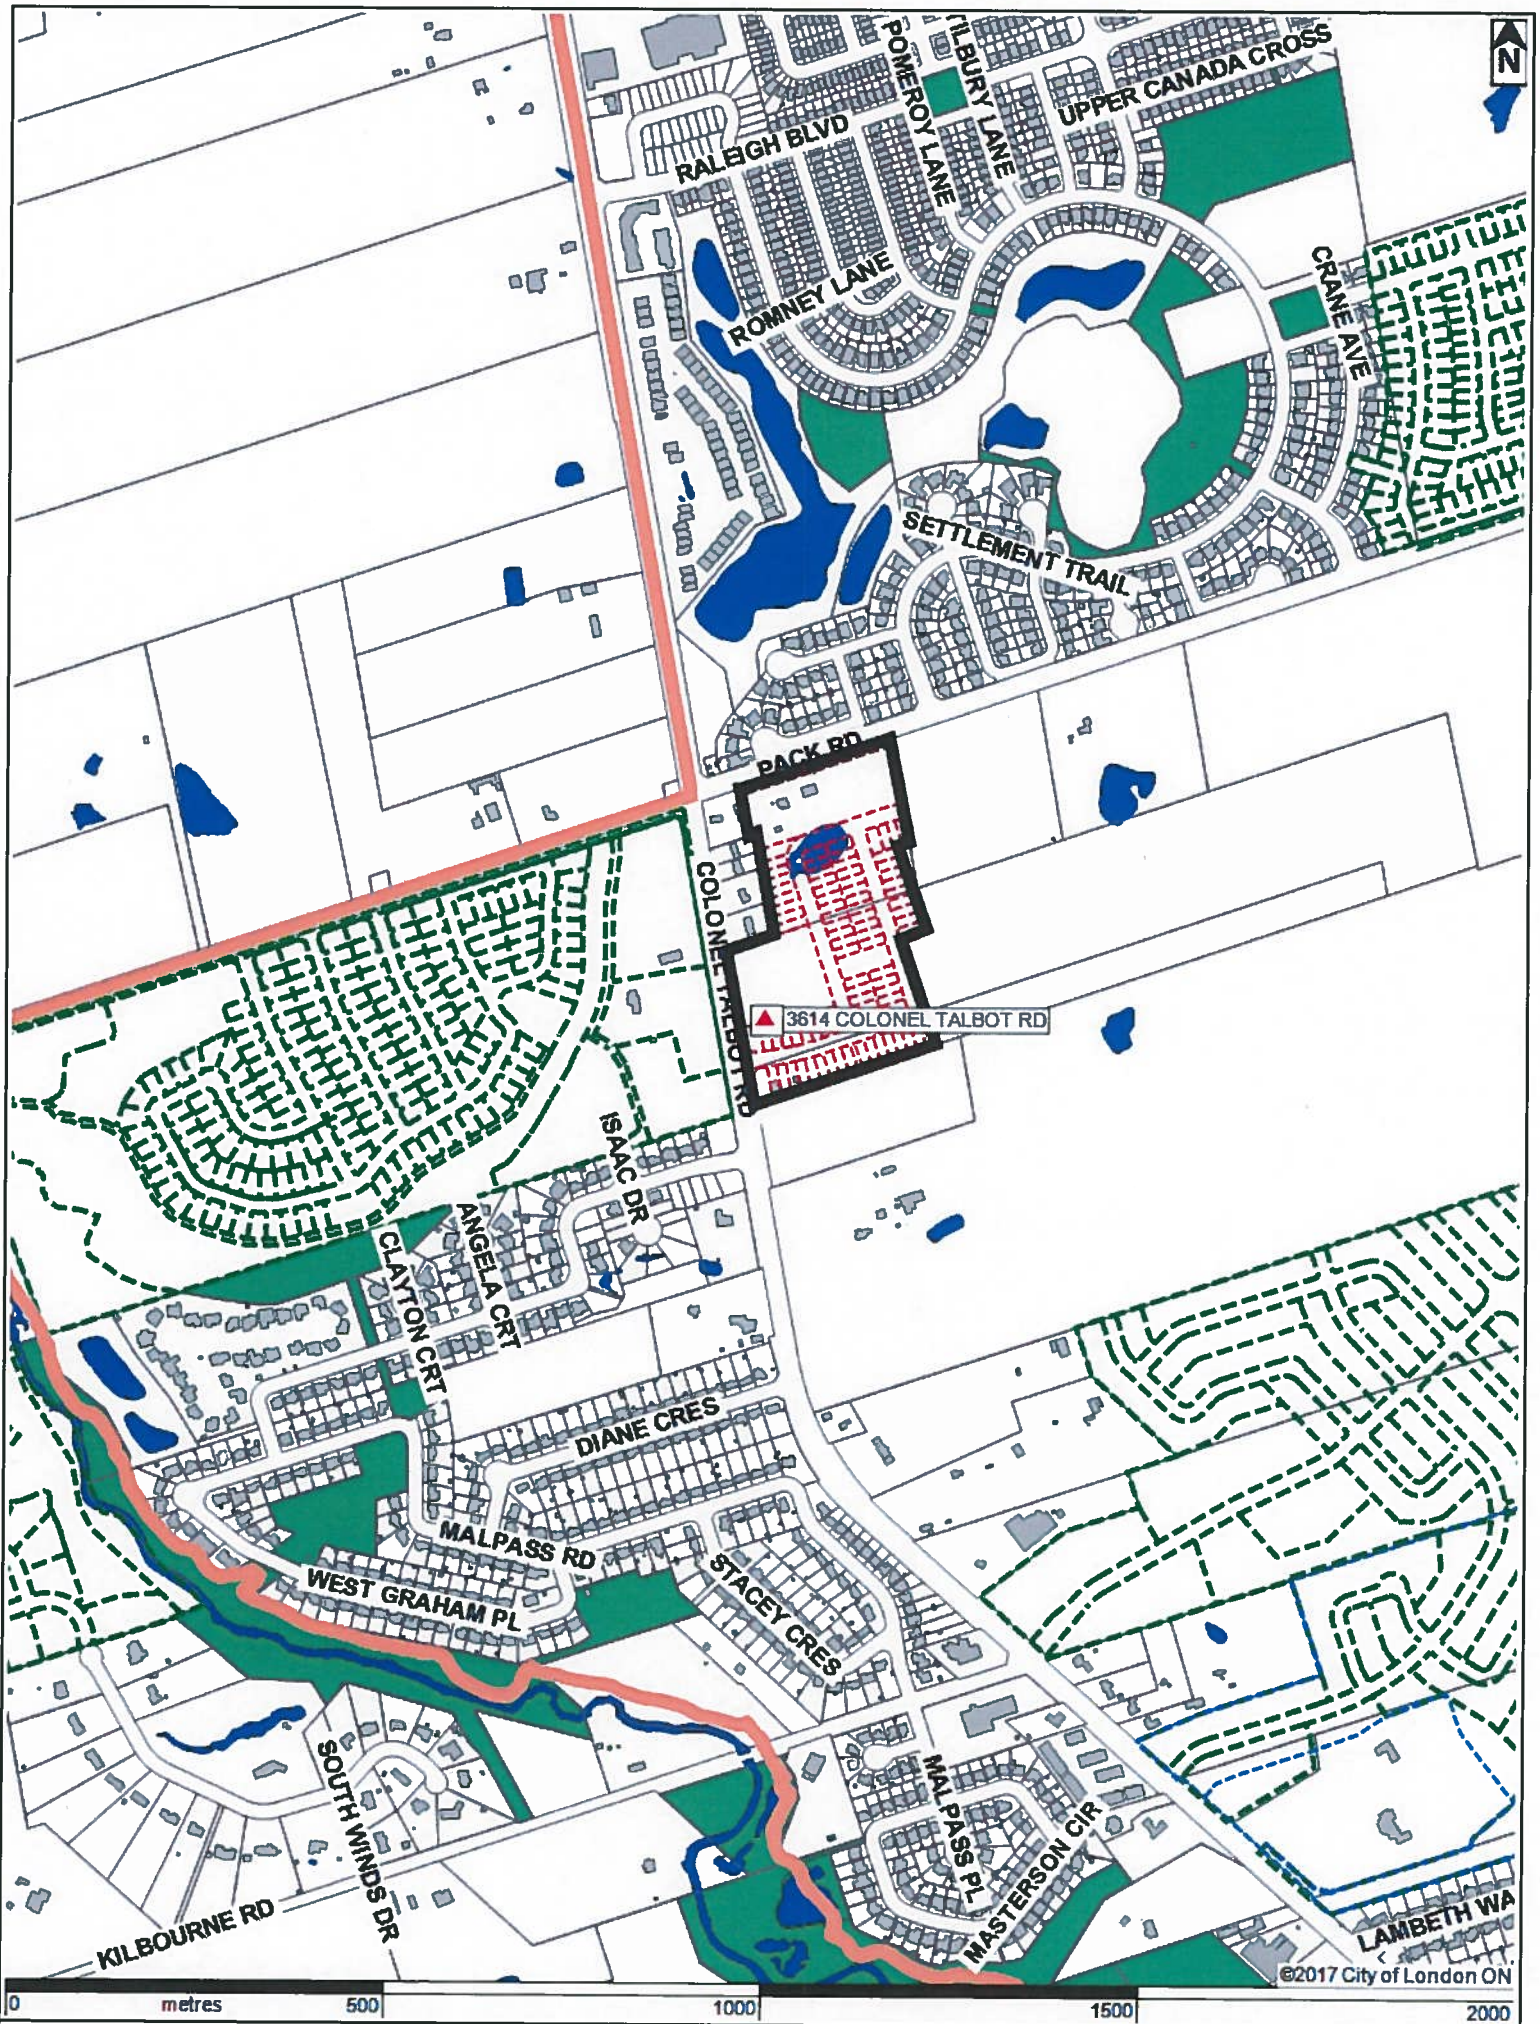 N
POMEROY LANE
TILBURY LANE
UPPER CANADA CROSS
RALEIGH BLVD
ROMNEY LANE
CRANE AVE
SETTLEMENT TRAIL
PACK RD
COLONEL TALBOT RD
3614 COLONEL TALBOT RD
ISAAC DR
ANGELA CRT
CLAYTON CRT
DIANE CRES
MALPASS RD
WEST GRAHAM PL
STACEY CRES
SOUTH WINDS DR
MALPASS PL
MASTERSON CIR
KILBOURNE RD
LAMBETH WA
©2017 City of London ON
0 metres 500 1000 1500 2000